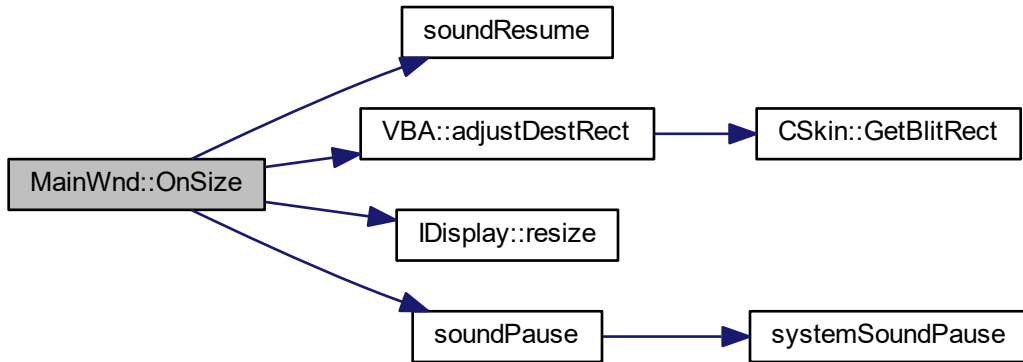 soundResume
VBA::adjustDestRect
CSkin::GetBlitRect
MainWnd::OnSize
IDisplay::resize
soundPause
systemSoundPause